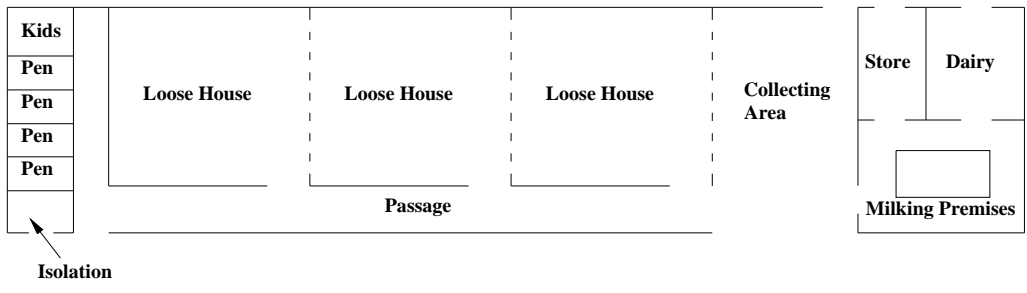 Kids
Pen
Pen
Pen
Pen
Isolation
Loose House
Loose House
Loose House
Passage
Collecting
Area
Store
Dairy
Milking Premises